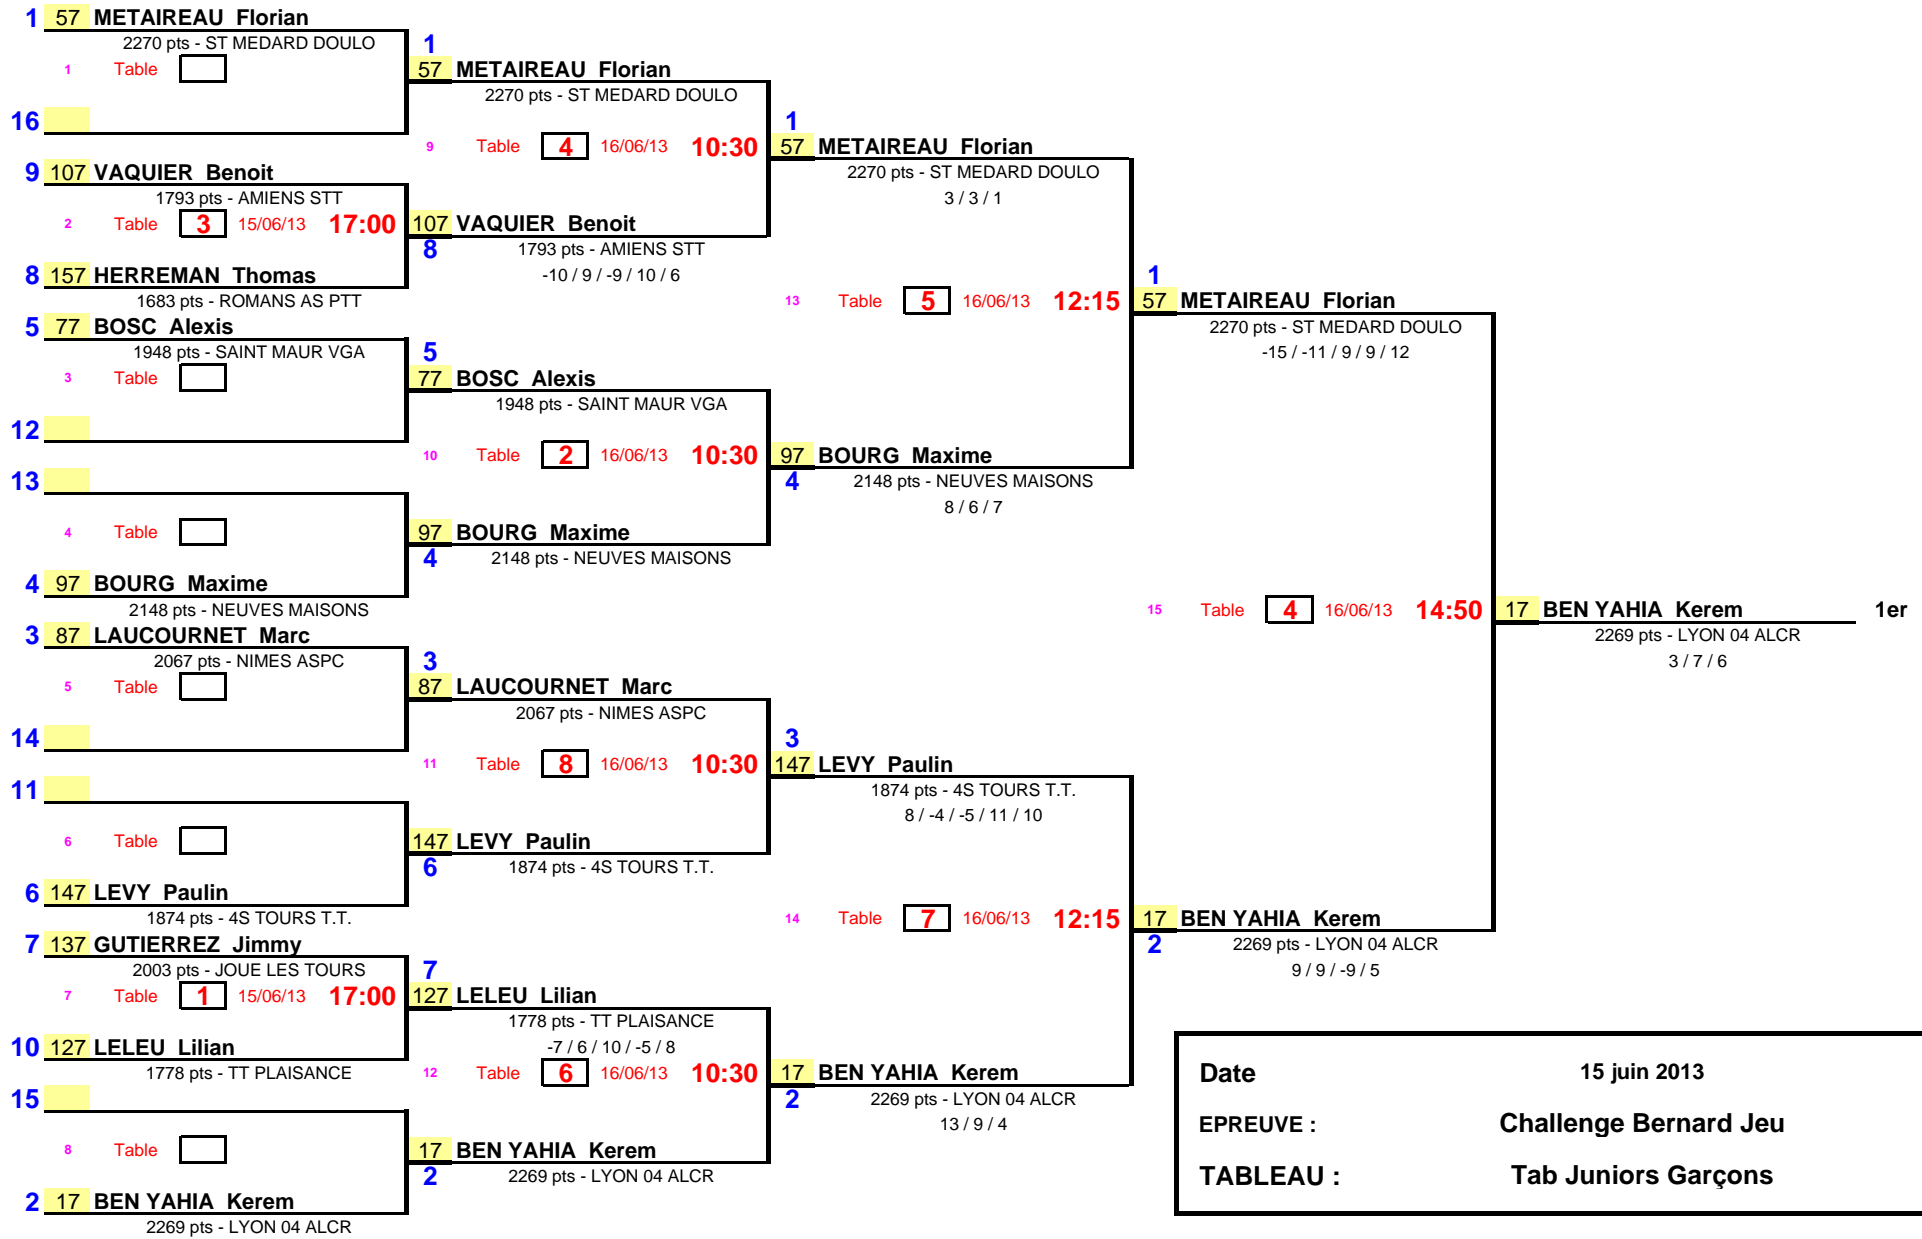 1 57 METAIREAU Florian
2270 pts - ST MEDARD DOULO
1 Table
16
9 107 VAQUIER Benoit
1793 pts - AMIENS STT
2 Table 3 15/06/13 17:00
8 157 HERREMAN Thomas
1683 pts - ROMANS AS PTT
5 77 BOSC Alexis
1948 pts - SAINT MAUR VGA
3 Table
12
13
4 Table
4 97 BOURG Maxime
2148 pts - NEUVES MAISONS
3 87 LAUCOURNET Marc
2067 pts - NIMES ASPC
5 Table
14
11
6 Table
6 147 LEVY Paulin
1874 pts - 4S TOURS T.T.
7 137 GUTIERREZ Jimmy
2003 pts - JOUE LES TOURS
7 Table 1 15/06/13 17:00
10 127 LELEU Lilian
1778 pts - TT PLAISANCE
15
8 Table
2 17 BEN YAHIA Kerem
2269 pts - LYON 04 ALCR
1
57 METAIREAU Florian
2270 pts - ST MEDARD DOULO
9 Table 4 16/06/13 10:30
107 VAQUIER Benoit
8
1793 pts - AMIENS STT
-10 / 9 / -9 / 10 / 6
5
77 BOSC Alexis
1948 pts - SAINT MAUR VGA
10 Table 2 16/06/13 10:30
97 BOURG Maxime
4
2148 pts - NEUVES MAISONS
3
87 LAUCOURNET Marc
2067 pts - NIMES ASPC
11 Table 8 16/06/13 10:30
147 LEVY Paulin
6
1874 pts - 4S TOURS T.T.
7
127 LELEU Lilian
1778 pts - TT PLAISANCE
-7 / 6 / 10 / -5 / 8
12 Table 6 16/06/13 10:30
17 BEN YAHIA Kerem
2
2269 pts - LYON 04 ALCR
1
57 METAIREAU Florian
2270 pts - ST MEDARD DOULO
3 / 3 / 1
13 Table 5 16/06/13 12:15
97 BOURG Maxime
4
2148 pts - NEUVES MAISONS
8 / 6 / 7
3
147 LEVY Paulin
1874 pts - 4S TOURS T.T.
8 / -4 / -5 / 11 / 10
14 Table 7 16/06/13 12:15
17 BEN YAHIA Kerem
2
2269 pts - LYON 04 ALCR
13 / 9 / 4
1
57 METAIREAU Florian
2270 pts - ST MEDARD DOULO
-15 / -11 / 9 / 9 / 12
15 Table 4 16/06/13 14:50
17 BEN YAHIA Kerem
2
2269 pts - LYON 04 ALCR
9 / 9 / -9 / 5
17 BEN YAHIA Kerem 1er
2269 pts - LYON 04 ALCR
3 / 7 / 6
Date 15 juin 2013
EPREUVE : Challenge Bernard Jeu
TABLEAU : Tab Juniors Garçons